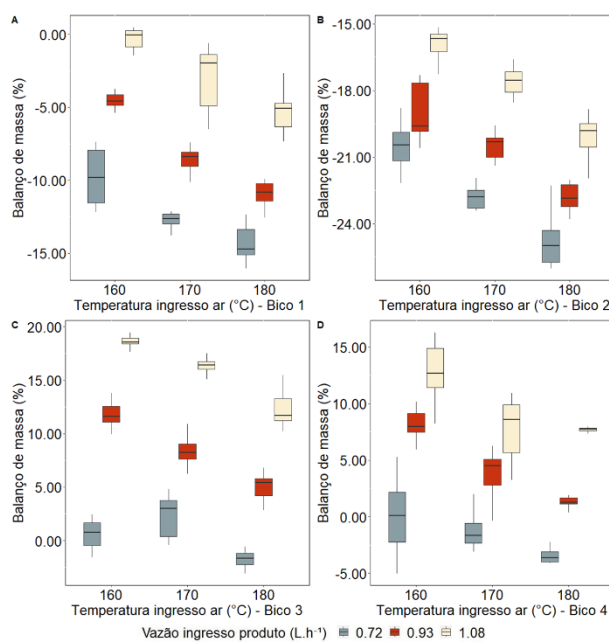 A
Balanço de massa (%)
0.00
-5.00
-10.00
-15.00
160 170 180
Temperatura ingresso ar (°C) - Bico 1
B
Balanço de massa (%)
-15.00
-18.00
-21.00
-24.00
160 170 180
Temperatura ingresso ar (°C) - Bico 2
C
Balanço de massa (%)
20.00
15.00
10.00
5.00
0.00
160 170 180
Temperatura ingresso ar (°C) - Bico 3
D
Balanço de massa (%)
15.00
10.00
5.00
0.00
-5.00
160 170 180
Temperatura ingresso ar (°C) - Bico 4
Vazão ingresso produto (L.h⁻¹) 0.72 0.93 1.08